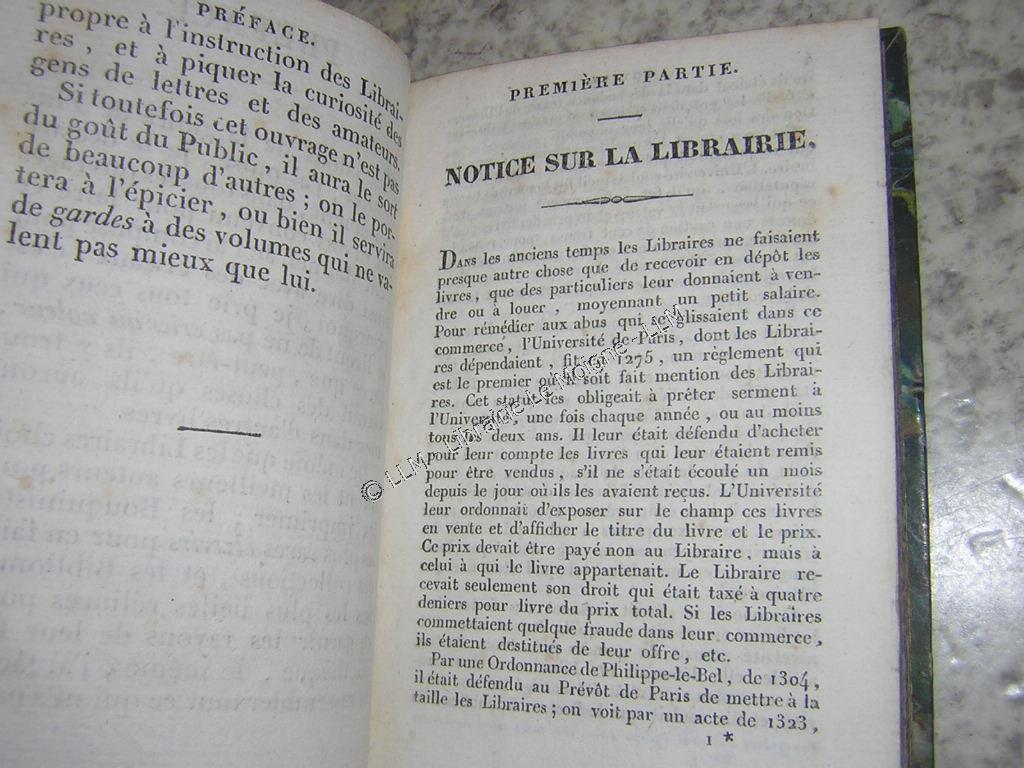 PRÉFACE.
propre à l'instruction des Librai-
res, et à piquer la curiosité des
gens de lettres et des amateurs.
Si toutefois cet ouvrage n'est pas
du goût du Public, il aura le sort
de beaucoup d'autres; on le por-
tera à l'épicier, ou bien il servira
de gardes à des volumes qui ne va-
lent pas mieux que lui.
PREMIÈRE PARTIE.
NOTICE SUR LA LIBRAIRIE.
DANS les anciens temps les Libraires ne faisaient
presque autre chose que de recevoir en dépôt les
livres, que des particuliers leur donnaient à ven-
dre ou à louer, moyennant un petit salaire.
Pour remédier aux abus qui se glissaient dans ce
commerce, l'Université de Paris, dont les Librai-
res dépendaient, fit en 1275, un règlement qui
est le premier où il soit fait mention des Librai-
res. Cet statut les obligeait à prêter serment à
l'Université, une fois chaque année, ou au moins
tous les deux ans. Il leur était défendu d'acheter
pour leur compte les livres qui leur étaient remis
pour être vendus, s'il ne s'était écoulé un mois
depuis le jour où ils les avaient reçus. L'Université
leur ordonnait d'exposer sur le champ ces livres
en vente et d'afficher le titre du livre et le prix.
Ce prix devait être payé non au Libraire, mais à
celui à qui le livre appartenait. Le Libraire re-
cevait seulement son droit qui était taxé à quatre
deniers pour livre du prix total. Si les Libraires
commettaient quelque fraude dans leur commerce,
ils étaient destitués de leur offre, etc.
Par une Ordonnance de Philippe-le-Bel, de 1304,
il était défendu au Prévôt de Paris de mettre à la
taille les Libraires; on voit par un acte de 1323,
1 *
© LLM - Librairie Le Moigne - LLM